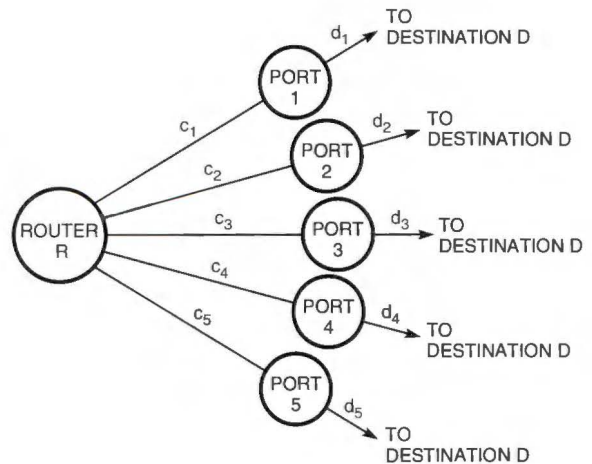 d1
TO
DESTINATION D
PORT
1
c1
d2
TO
DESTINATION D
PORT
2
c2
ROUTER
R
c3
PORT
3
d3
TO
DESTINATION D
c4
PORT
4
d4
TO
DESTINATION D
c5
PORT
5
d5
TO
DESTINATION D